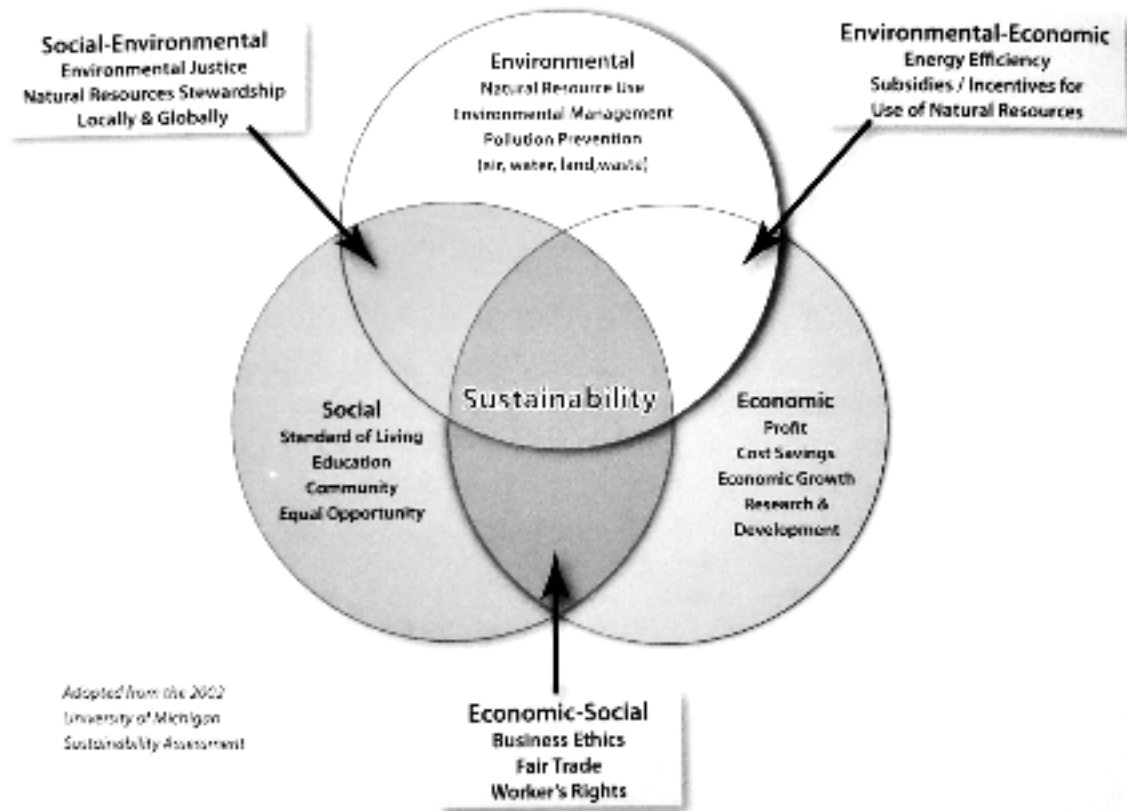 Social-Environmental
Environmental Justice
Natural Resources Stewardship
Locally & Globally
Environmental
Natural Resource Use
Environmental Management
Pollution Prevention
(air, water, land,waste)
Environmental-Economic
Energy Efficiency
Subsidies / Incentives for
Use of Natural Resources
Sustainability
Social
Standard of Living
Education
Community
Equal Opportunity
Economic
Profit
Cost Savings
Economic Growth
Research &
Development
Economic-Social
Business Ethics
Fair Trade
Worker's Rights
Adopted from the 2002
University of Michigan
Sustainability Assessment